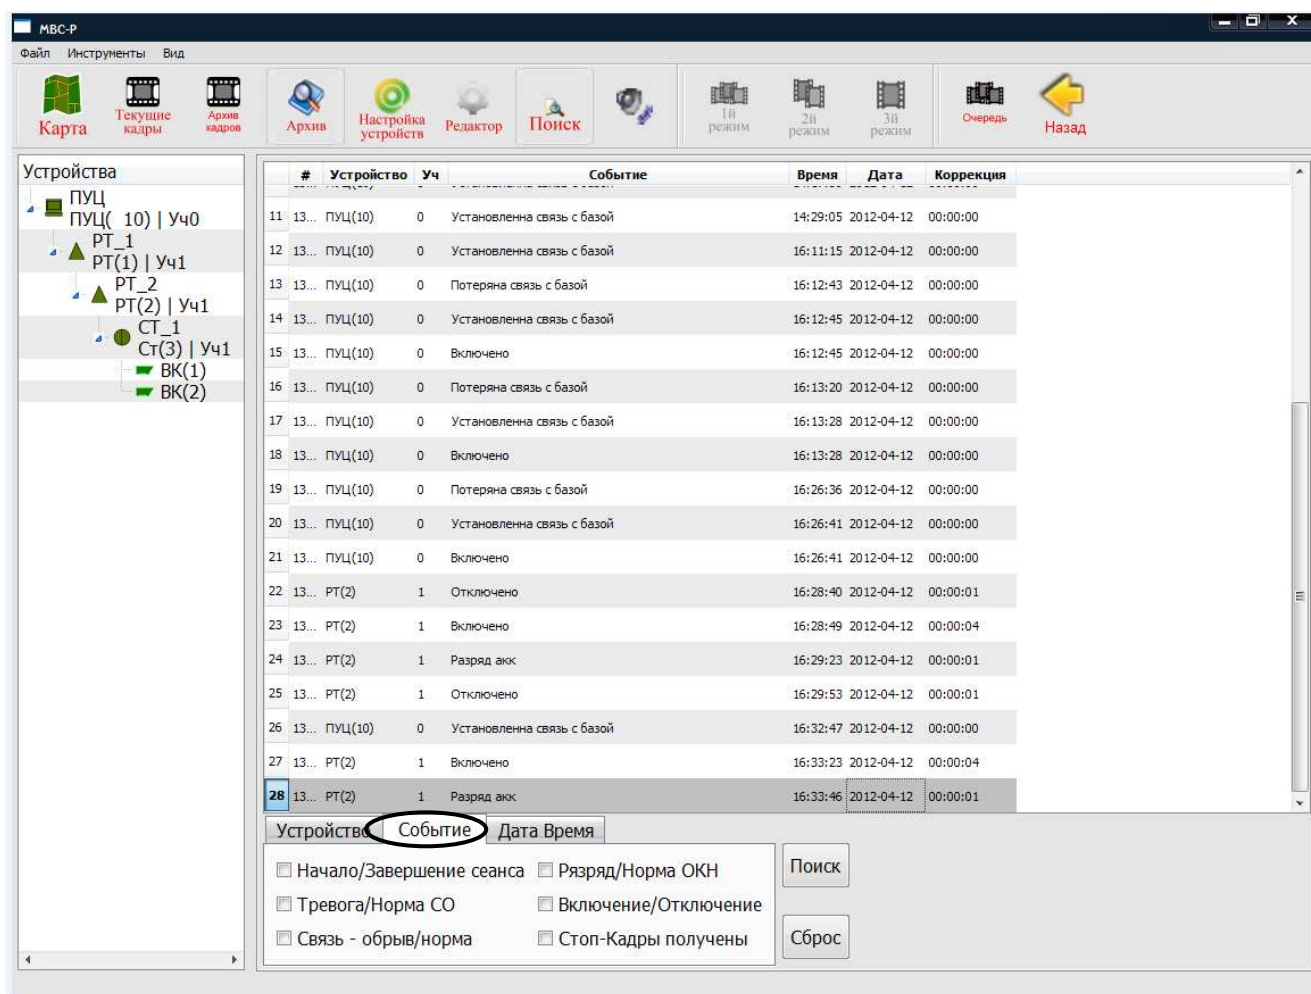 МВС-Р
Файл Инструменты Вид
Карта
Текущие
кадры
Архив
кадров
Архив
Настройка
устройств
Редактор
Поиск
1й
режим
2й
режим
3й
режим
Очередь
Назад
Устройства
ПУЦ
ПУЦ( 10) | Уч0
РТ_1
РТ(1) | Уч1
РТ_2
РТ(2) | Уч1
СТ_1
Ст(3) | Уч1
ВК(1)
ВК(2)
# Устройство Уч Событие Время Дата Коррекция
11 13... ПУЦ(10) 0 Установленна связь с базой 14:29:05 2012-04-12 00:00:00
12 13... ПУЦ(10) 0 Установленна связь с базой 16:11:15 2012-04-12 00:00:00
13 13... ПУЦ(10) 0 Потеряна связь с базой 16:12:43 2012-04-12 00:00:00
14 13... ПУЦ(10) 0 Установленна связь с базой 16:12:45 2012-04-12 00:00:00
15 13... ПУЦ(10) 0 Включено 16:12:45 2012-04-12 00:00:00
16 13... ПУЦ(10) 0 Потеряна связь с базой 16:13:20 2012-04-12 00:00:00
17 13... ПУЦ(10) 0 Установленна связь с базой 16:13:28 2012-04-12 00:00:00
18 13... ПУЦ(10) 0 Включено 16:13:28 2012-04-12 00:00:00
19 13... ПУЦ(10) 0 Потеряна связь с базой 16:26:36 2012-04-12 00:00:00
20 13... ПУЦ(10) 0 Установленна связь с базой 16:26:41 2012-04-12 00:00:00
21 13... ПУЦ(10) 0 Включено 16:26:41 2012-04-12 00:00:00
22 13... РТ(2) 1 Отключено 16:28:40 2012-04-12 00:00:01
23 13... РТ(2) 1 Включено 16:28:49 2012-04-12 00:00:04
24 13... РТ(2) 1 Разряд акк 16:29:23 2012-04-12 00:00:01
25 13... РТ(2) 1 Отключено 16:29:53 2012-04-12 00:00:01
26 13... ПУЦ(10) 0 Установленна связь с базой 16:32:47 2012-04-12 00:00:00
27 13... РТ(2) 1 Включено 16:33:23 2012-04-12 00:00:04
28 13... РТ(2) 1 Разряд акк 16:33:46 2012-04-12 00:00:01
Устройство Событие Дата Время
Начало/Завершение сеанса Рязряд/Норма ОКН
Тревога/Норма СО Включение/Отключение
Связь - обрыв/норма Стоп-Кадры получены
Поиск
Сброс